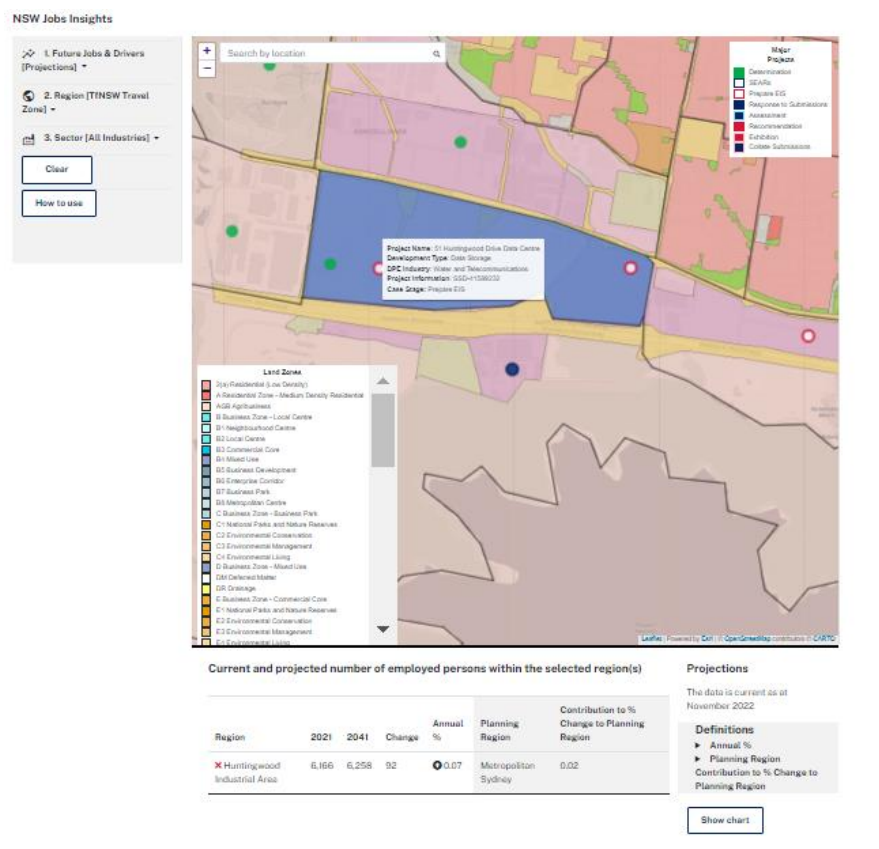 NSW Jobs Insights
1. Future Jobs & Drivers
[Projections]
2. Region [TfNSW Travel
Zone]
3. Sector [All Industries]
Clear
How to use
+
−
Search by location
Major
Projects
Determination
SEARs
Prepare EIS
Response to Submissions
Assessment
Recommendation
Exhibition
Collate Submissions
Project Name: 51 Huntingwood Drive Data Centre
Development Type: Data Storage
DPE Industry: Water and Telecommunications
Project Information: SSD-41589232
Case Stage: Prepare EIS
Land Zones
2(a) Residential (Low Density)
A Residential Zone - Medium Density Residential
AGB Agribusiness
B Business Zone - Local Centre
B1 Neighbourhood Centre
B2 Local Centre
B3 Commercial Core
B4 Mixed Use
B5 Business Development
B6 Enterprise Corridor
B7 Business Park
B8 Metropolitan Centre
C Business Zone - Business Park
C1 National Parks and Nature Reserves
C2 Environmental Conservation
C3 Environmental Management
C4 Environmental Living
D Business Zone - Mixed Use
DM Deferred Matter
DR Drainage
E Business Zone - Commercial Core
E1 National Parks and Nature Reserves
E2 Environmental Conservation
E3 Environmental Management
E4 Environmental Living
Leaflet | Powered by Esri | © OpenStreetMap contributors © CARTO
Current and projected number of employed persons within the selected region(s)
Region 2021 2041 Change Annual % Planning Region Contribution to % Change to Planning Region
Huntingwood Industrial Area 6,166 6,258 92 0.07 Metropolitan Sydney 0.02
Projections
The data is current as at
November 2022
Definitions
Annual %
Planning Region
Contribution to % Change to
Planning Region
Show chart